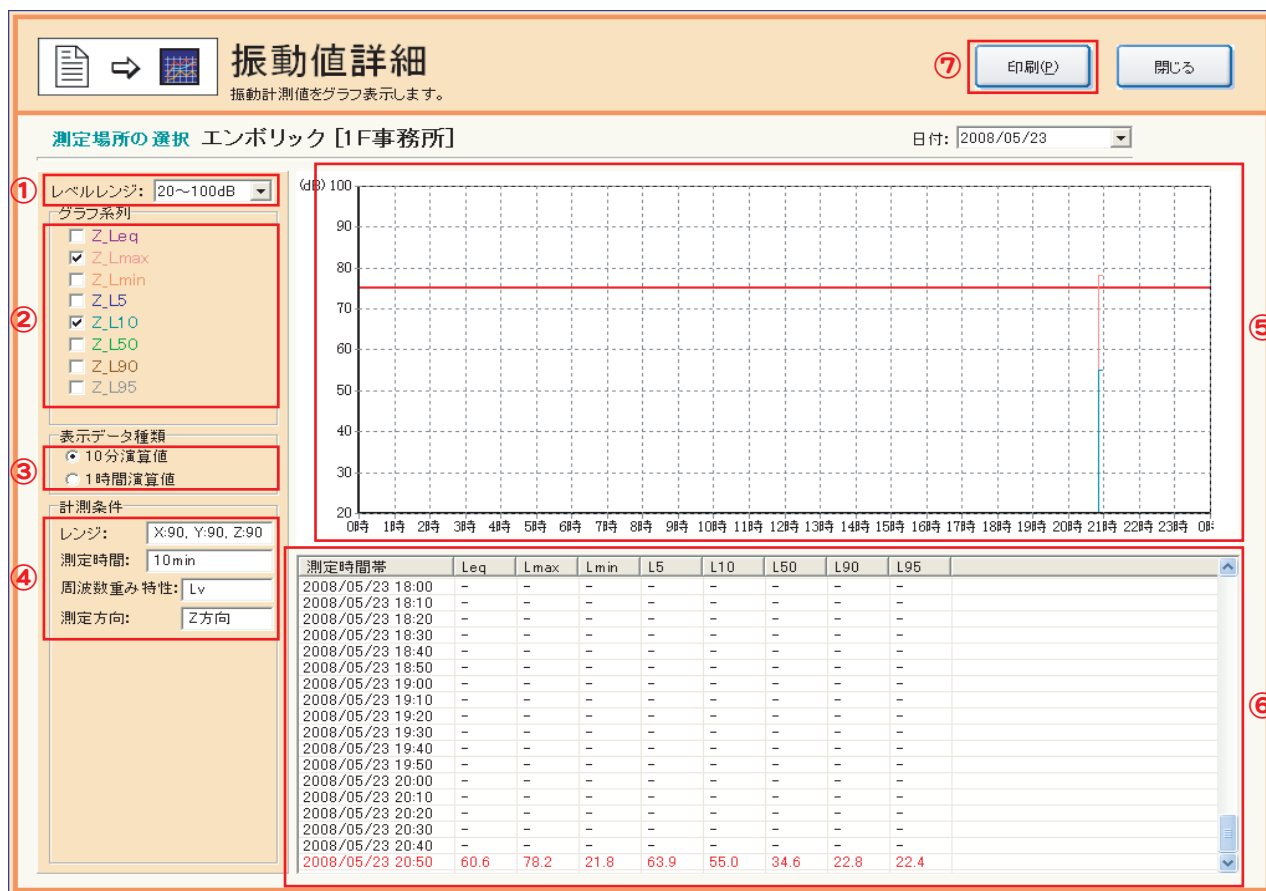 振動値詳細
振動計測値をグラフ表示します。
⑦ 印刷(P) 閉じる
測定場所の選択 エンボリック [1F事務所]
日付: 2008/05/23
① レベルレンジ: 20～100dB
グラフ系列
②
Z_Leq
Z_Lmax
Z_Lmin
Z_L5
Z_L10
Z_L50
Z_L90
Z_L95
表示データ種類
③
10分演算値
1時間演算値
計測条件
④
レンジ: X:90, Y:90, Z:90
測定時間: 10min
周波数重み特性: Lv
測定方向: Z方向
⑤
(dB) 100
90
80
70
60
50
40
30
20
0時 1時 2時 3時 4時 5時 6時 7時 8時 9時 10時 11時 12時 13時 14時 15時 16時 17時 18時 19時 20時 21時 22時 23時 0時
⑥
測定時間帯 Leq Lmax Lmin L5 L10 L50 L90 L95
2008/05/23 18:00 - - - - - - - -
2008/05/23 18:10 - - - - - - - -
2008/05/23 18:20 - - - - - - - -
2008/05/23 18:30 - - - - - - - -
2008/05/23 18:40 - - - - - - - -
2008/05/23 18:50 - - - - - - - -
2008/05/23 19:00 - - - - - - - -
2008/05/23 19:10 - - - - - - - -
2008/05/23 19:20 - - - - - - - -
2008/05/23 19:30 - - - - - - - -
2008/05/23 19:40 - - - - - - - -
2008/05/23 19:50 - - - - - - - -
2008/05/23 20:00 - - - - - - - -
2008/05/23 20:10 - - - - - - - -
2008/05/23 20:20 - - - - - - - -
2008/05/23 20:30 - - - - - - - -
2008/05/23 20:40 - - - - - - - -
2008/05/23 20:50 60.6 78.2 21.8 63.9 55.0 34.6 22.8 22.4